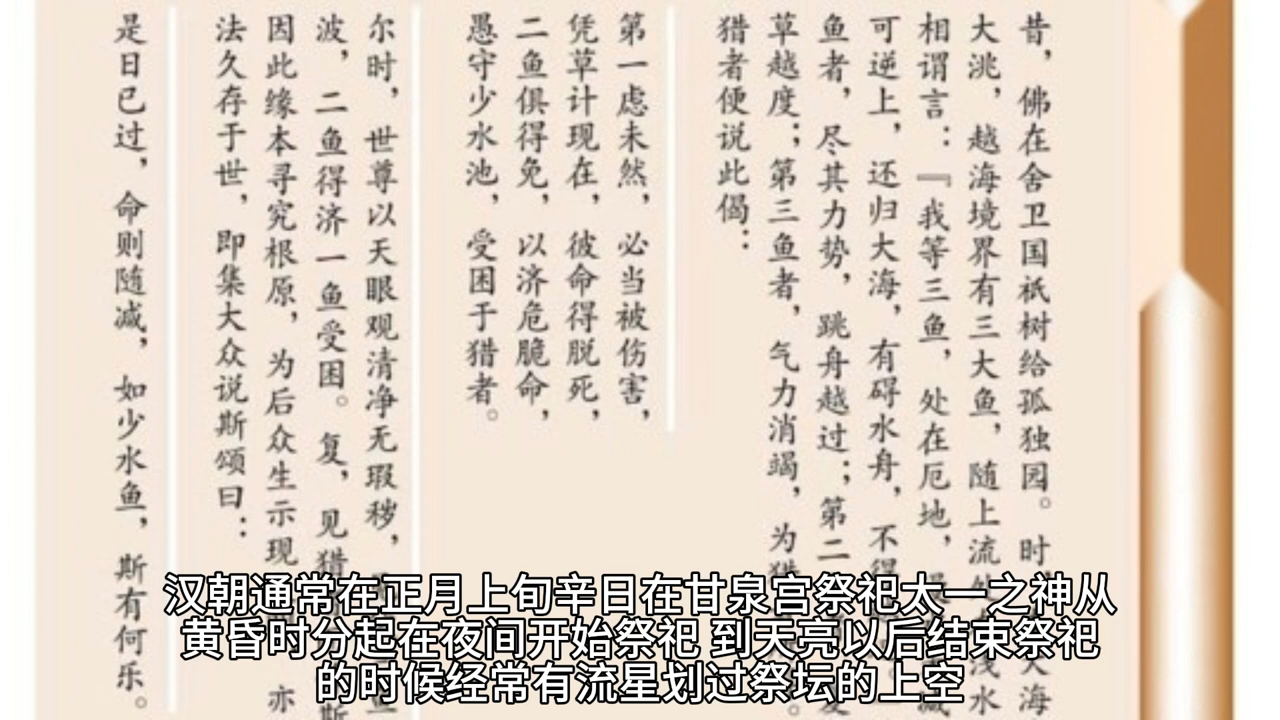 昔，佛在舍卫国祇树给孤独园。时 大海
大洮，越海境界有三大鱼，随上流处 浅水
相谓言：『我等三鱼，处在厄地， 减
可逆上，还归大海，有碍水舟，不得
鱼者，尽其力势，跳舟越过；第二
草越度；第三鱼者，气力消竭，为猎 。
猎者便说此偈：
第一虑未然，必当被伤害，
凭草计现在，彼命得脱死，
二鱼俱得免，以济危脆命，
愚守少水池，受困于猎者。
尔时，世尊以天眼观清净无瑕秽， 鱼
波，二鱼得济一鱼受困。复，见猎 斯
因此缘本寻究根原，为后众生示现 亦
法久存于世，即集大众说斯颂曰：
是日已过，命则随减，如少水鱼，斯有何乐。
汉朝通常在正月上旬辛日在甘泉宫祭祀太一之神从
黄昏时分起在夜间开始祭祀 到天亮以后结束祭祀
的时候经常有流星划过祭坛的上空